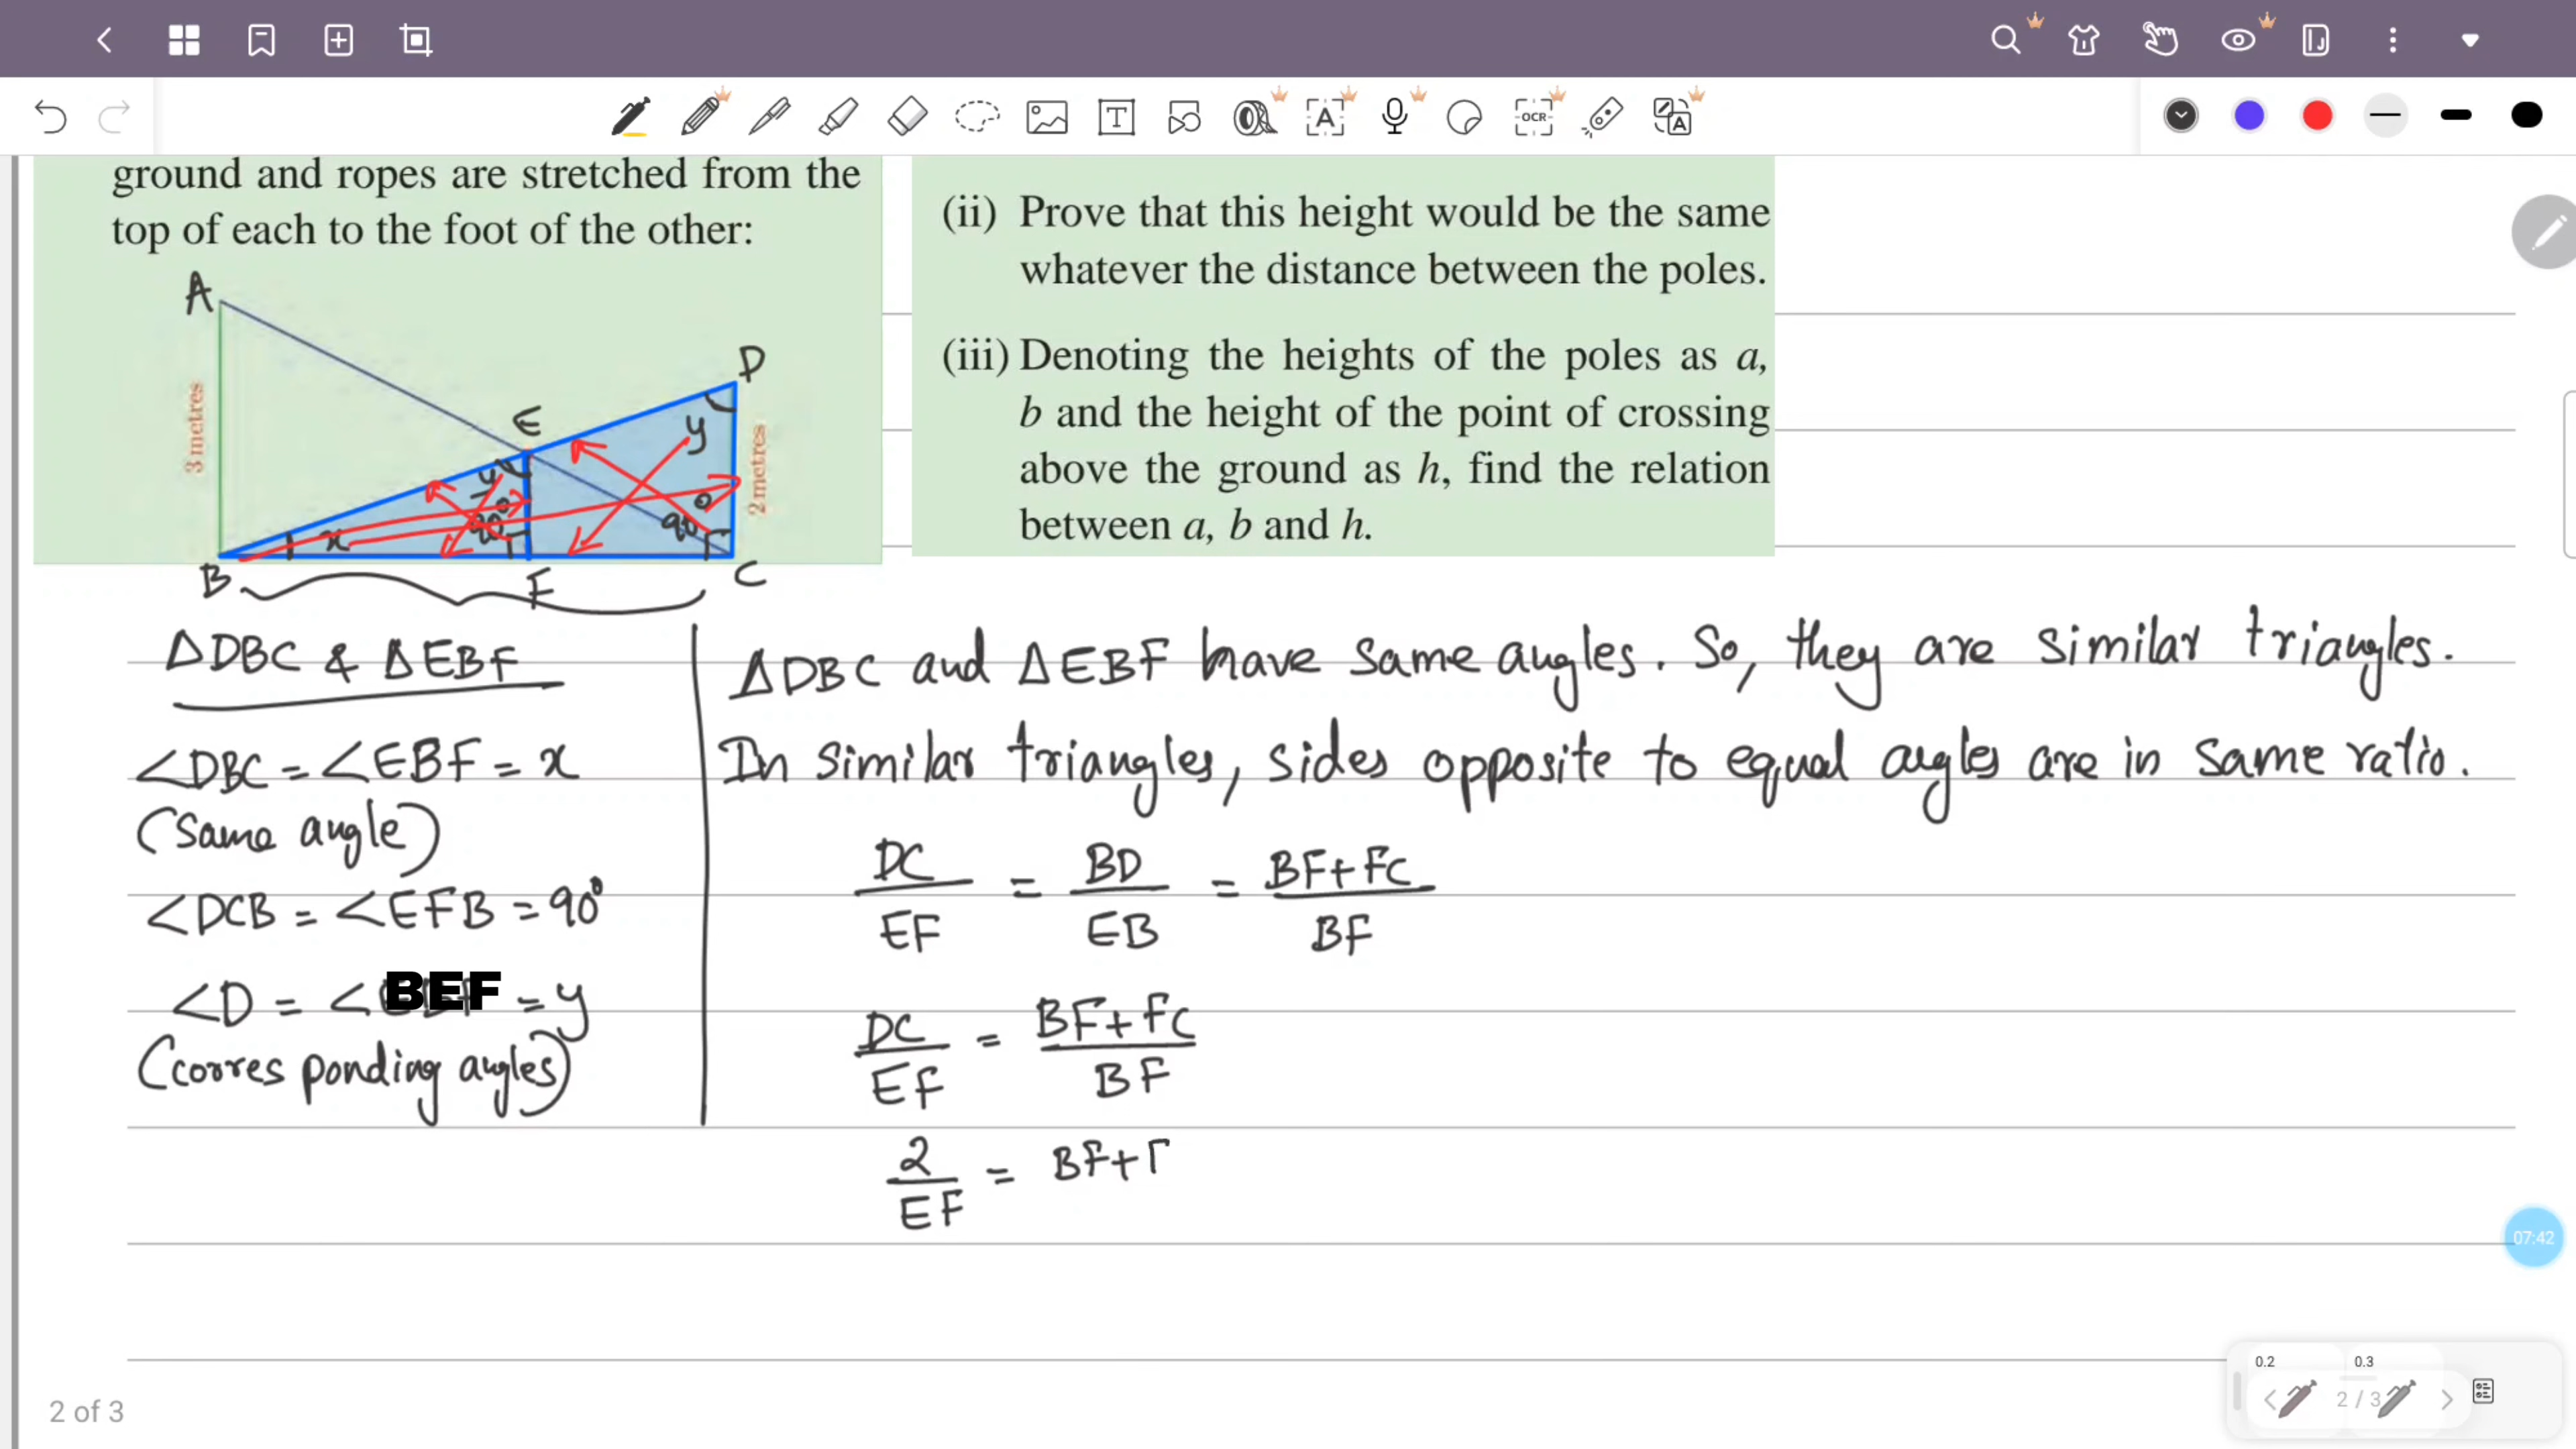 ground and ropes are stretched from the
top of each to the foot of the other:
A
D
E
y
y
3 metres
2 metres
90°
90°
x
B
F
C
(ii) Prove that this height would be the same
whatever the distance between the poles.
(iii) Denoting the heights of the poles as a,
b and the height of the point of crossing
above the ground as h, find the relation
between a, b and h.
ΔDBC & ΔEBF
∠DBC = ∠EBF = x
(Same angle)
∠DCB = ∠EFB = 90°
∠D = ∠BEF = y
(corresponding angles)
ΔDBC and ΔEBF have same angles. So, they are similar triangles.
In similar triangles, sides opposite to equal angles are in same ratio.
DC/EF = BD/EB = BF+FC/BF
DC/EF = BF+FC/BF
2/EF = BF+
OCR
A
T
A
07:42
0.2 0.3
2 / 3
2 of 3